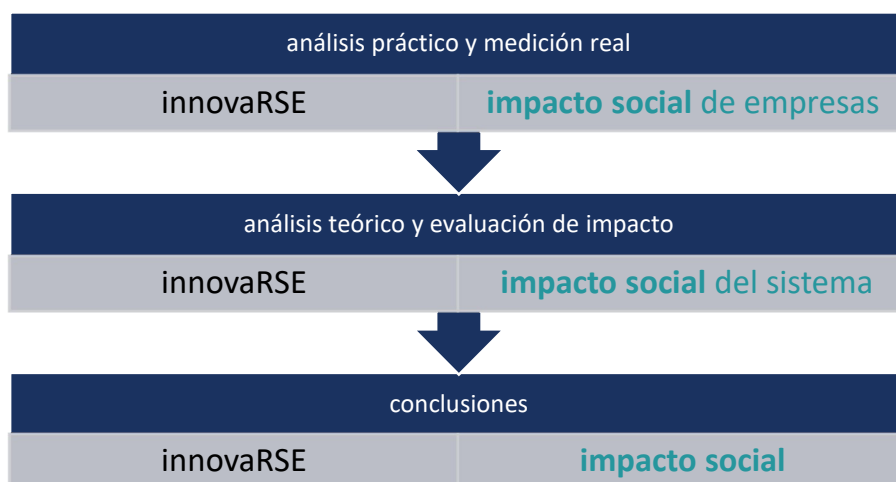 análisis práctico y medición real
innovaRSE
impacto social de empresas
análisis teórico y evaluación de impacto
innovaRSE
impacto social del sistema
conclusiones
innovaRSE
impacto social